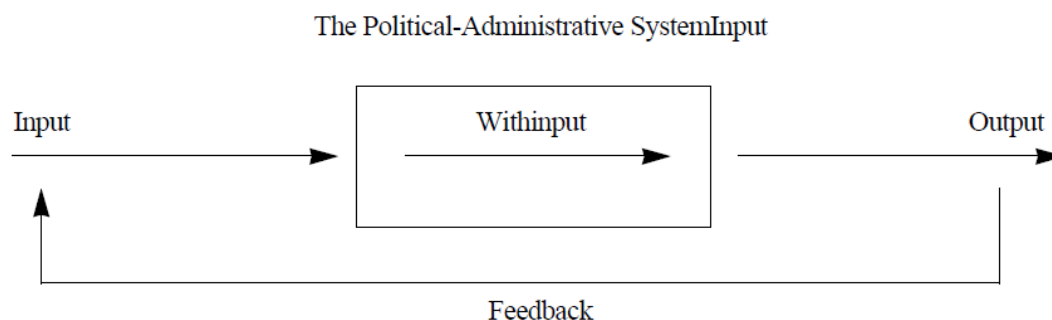 The Political-Administrative SystemInput
Input
Withinput
Output
Feedback